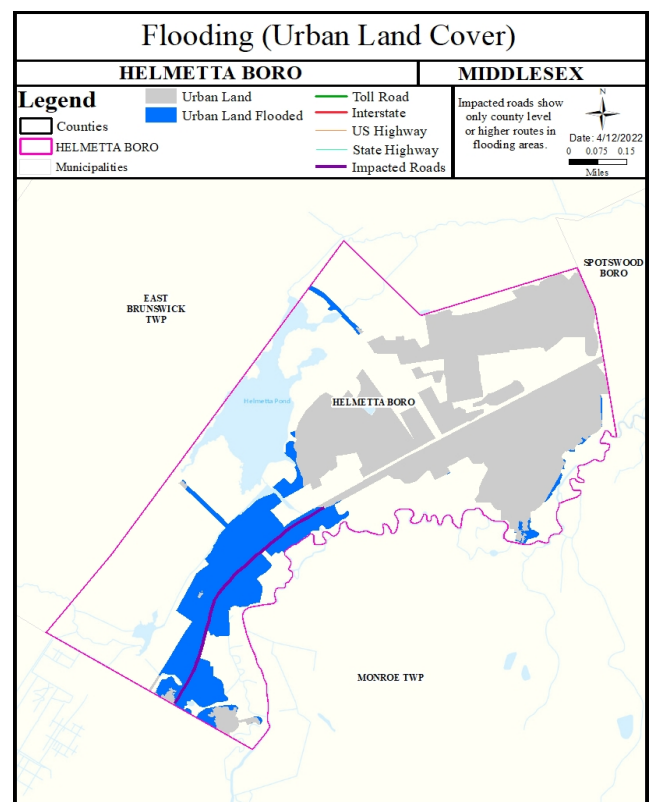 Flooding (Urban Land Cover)
HELMETTA BORO
MIDDLESEX
Legend
Counties
HELMETTA BORO
Municipalities
Urban Land
Urban Land Flooded
Toll Road
Interstate
US Highway
State Highway
Impacted Roads
Impacted roads show
only county level
or higher routes in
flooding areas.
N
Date: 4/12/2022
0 0.075 0.15
Miles
SPOTSWOOD
BORO
EAST
BRUNSWICK
TWP
Helmetta Pond
HELMETTA BORO
MONROE TWP